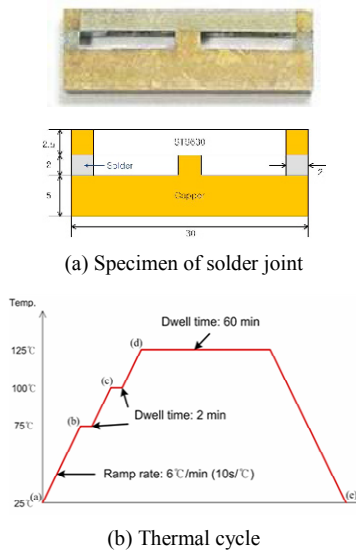 2.5
STS630
2
Solder
2
5
Copper
30
(a) Specimen of solder joint
Temp.
(d)
Dwell time: 60 min
125℃
(c)
100℃
Dwell time: 2 min
(b)
75℃
Ramp rate: 6℃/min (10s/℃)
25℃
(a)
(e)
(b) Thermal cycle